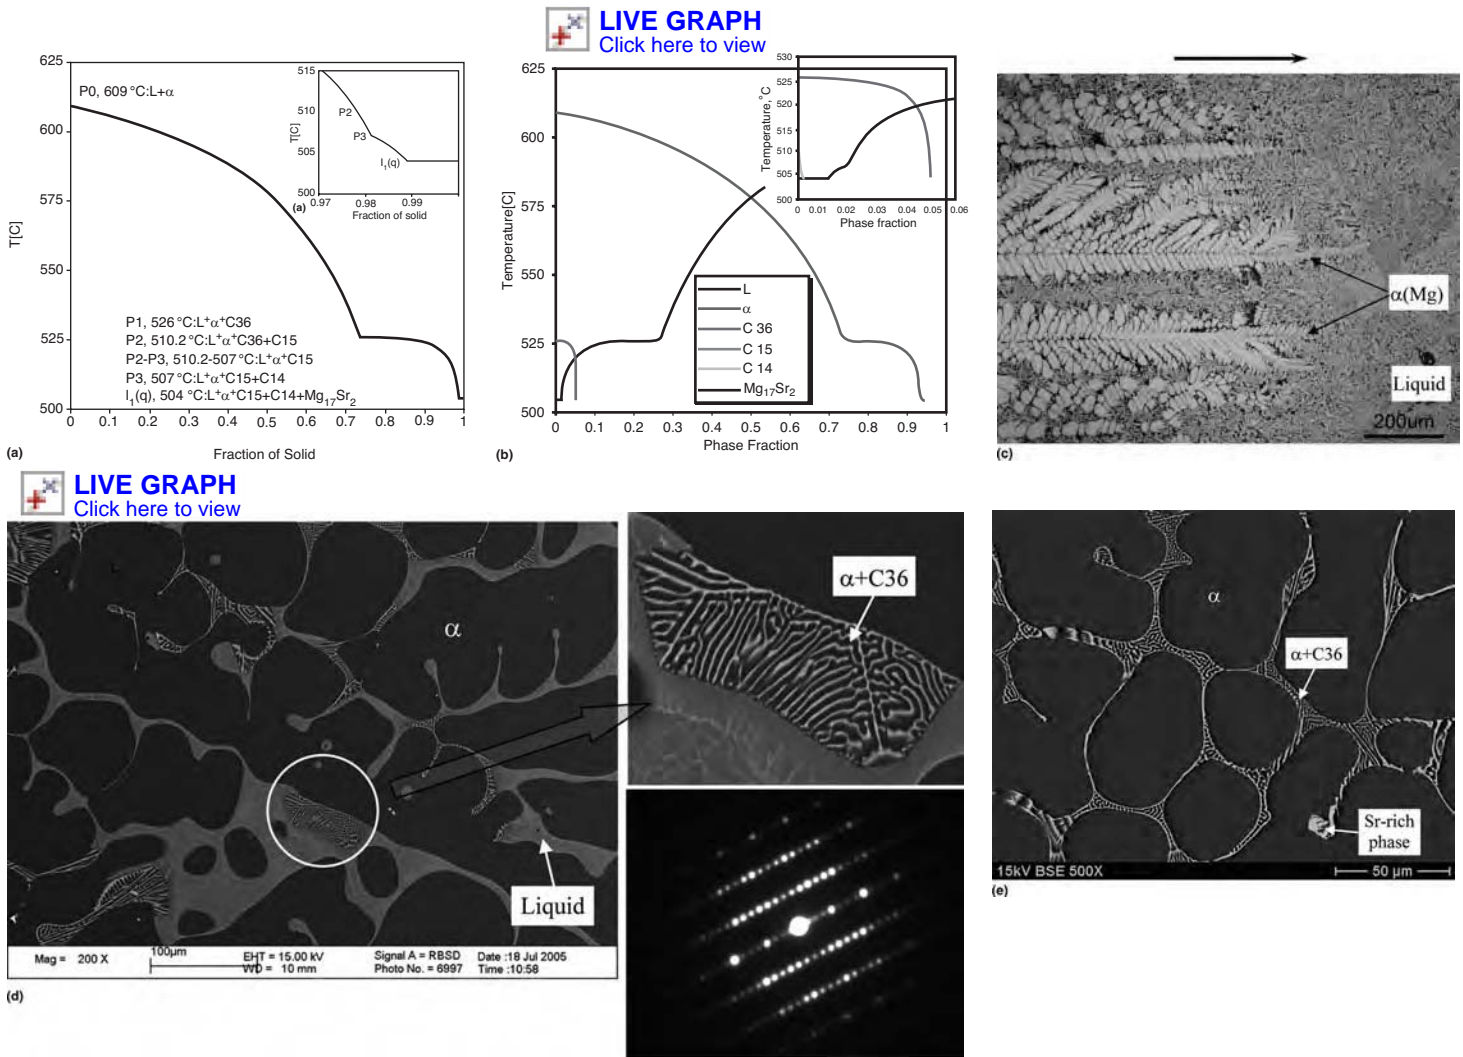 LIVE GRAPH
Click here to view
625
600
575
550
525
500
T[C]
P0, 609 °C:L+α
515
510
505
500
T[C]
P2
P3
I1(q)
0.97 0.98 0.99
(a)
Fraction of solid
P1, 526 °C:L+α+C36
P2, 510.2 °C:L+α+C36+C15
P2-P3, 510.2-507 °C:L+α+C15
P3, 507 °C:L+α+C15+C14
I1(q), 504 °C:L+α+C15+C14+Mg17Sr2
0 0.1 0.2 0.3 0.4 0.5 0.6 0.7 0.8 0.9 1
(a)
Fraction of Solid
625
600
575
550
525
500
Temperature[C]
530
525
520
515
510
505
500
Temperature,°C
0 0.01 0.02 0.03 0.04 0.05 0.06
Phase fraction
L
α
C 36
C 15
C 14
Mg17Sr2
0 0.1 0.2 0.3 0.4 0.5 0.6 0.7 0.8 0.9 1
(b)
Phase Fraction
α(Mg)
Liquid
200um
(c)
LIVE GRAPH
Click here to view
α
Liquid
Mag = 200 X
100µm
EHT = 15.00 kV
WD = 10 mm
Signal A = RBSD
Photo No. = 6997
Date :18 Jul 2005
Time :10:58
(d)
α+C36
α
α+C36
Sr-rich
phase
15kV BSE 500X
50 µm
(e)